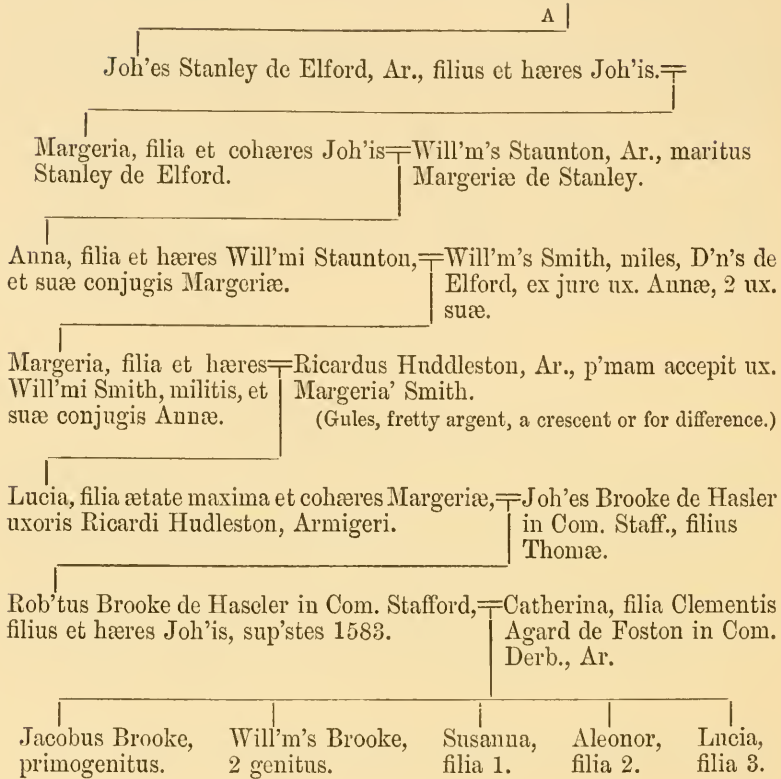 A
Joh'es Stanley de Elford, Ar., filius et hæres Joh'is.
Margeria, filia et cohæres Joh'is
Stanley de Elford.
Will'm's Staunton, Ar., maritus
Margeriæ de Stanley.
Anna, filia et hæres Will'mi Staunton,
et suæ conjugis Margeriæ.
Will'm's Smith, miles, D'n's de
Elford, ex jure ux. Annæ, 2 ux.
suæ.
Margeria, filia et hæres
Will'mi Smith, militis, et
suæ conjugis Annæ.
Ricardus Huddleston, Ar., p'mam accepit ux.
Margeria' Smith.
(Gules, fretty argent, a crescent or for difference.)
Lucia, filia ætate maxima et cohæres Margeriæ,
uxoris Ricardi Hudleston, Armigeri.
Joh'es Brooke de Hasler
in Com. Staff., filius
Thomæ.
Rob'tus Brooke de Haseler in Com. Stafford,
filius et hæres Joh'is, sup'stes 1583.
Catherina, filia Clementis
Agard de Foston in Com.
Derb., Ar.
Jacobus Brooke,
primogenitus.
Will'm's Brooke,
2 genitus.
Susanna,
filia 1.
Aleonor,
filia 2.
Lucia,
filia 3.